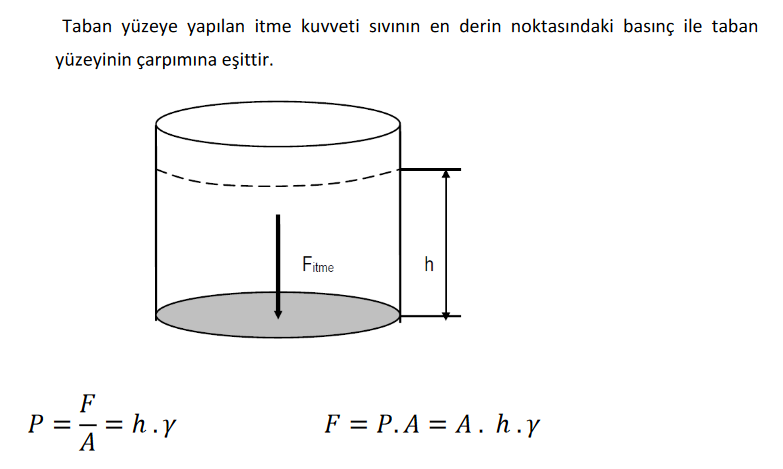 Taban yüzeye yapılan itme kuvveti sıvının en derin noktasındaki basınç ile taban
yüzeyinin çarpımına eşittir.
Fitme
h
P = F/A = h . γ
F = P. A = A . h . γ